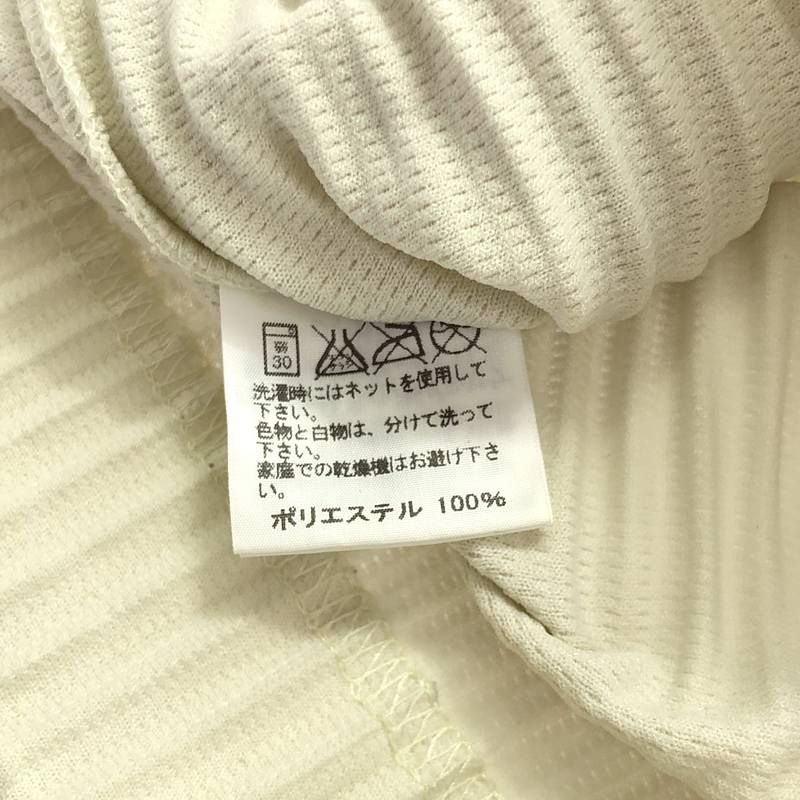 弱
30
洗濯時にはネットを使用して
下さい。
色物と白物は、分けて洗って
下さい。
家庭での乾燥機はお避け下さ
い。
ポリエステル 100%